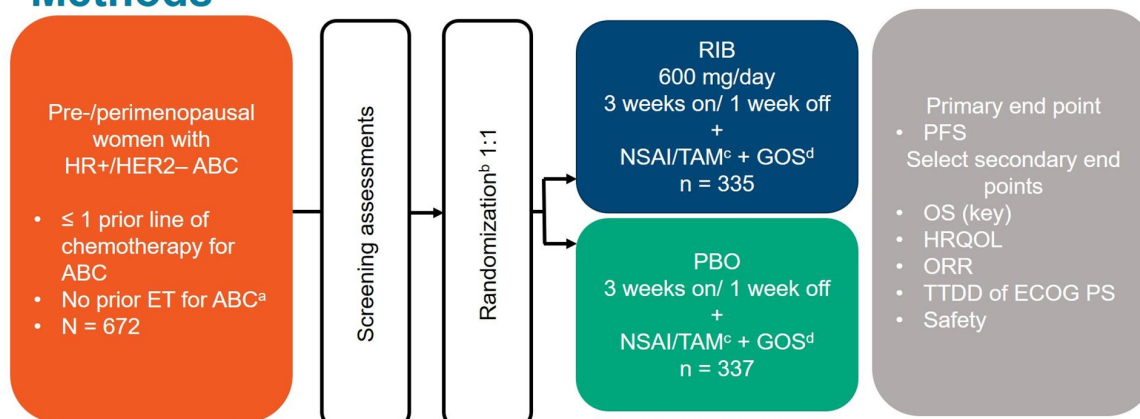 Methods
Pre-/perimenopausal
women with
HR+/HER2– ABC
• ≤ 1 prior line of
chemotherapy for
ABC
• No prior ET for ABCᵃ
• N = 672
Screening assessments
Randomizationᵇ 1:1
RIB
600 mg/day
3 weeks on/ 1 week off
+
NSAI/TAMᶜ + GOSᵈ
n = 335
PBO
3 weeks on/ 1 week off
+
NSAI/TAMᶜ + GOSᵈ
n = 337
Primary end point
• PFS
Select secondary end
points
• OS (key)
• HRQOL
• ORR
• TTDD of ECOG PS
• Safety